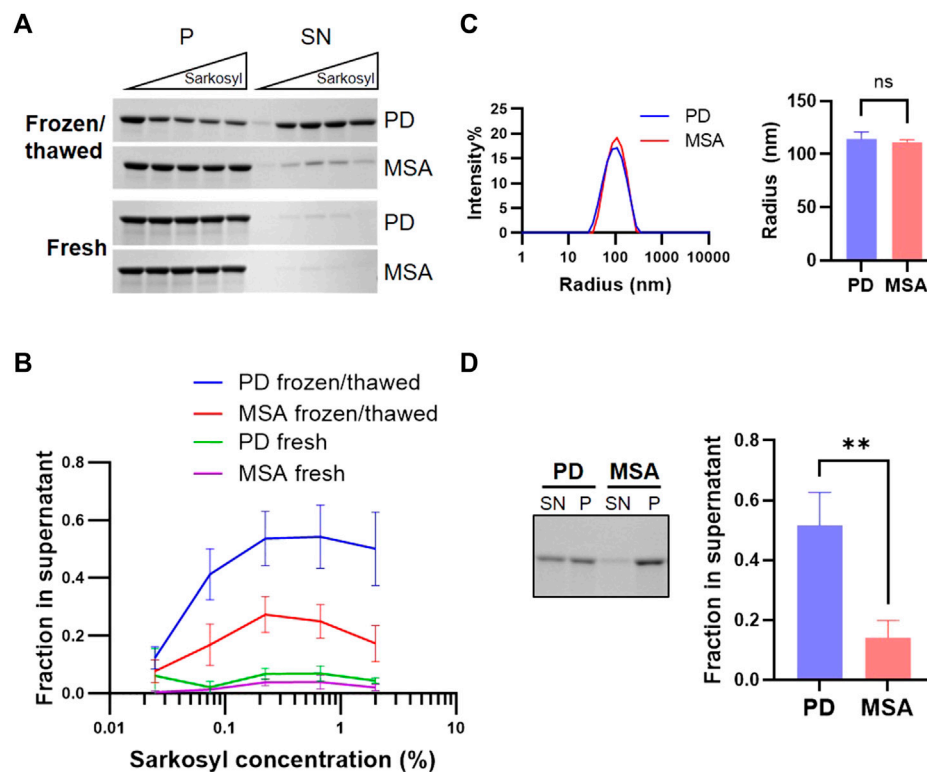 A
P SN
Sarkosyl Sarkosyl
Frozen/
thawed
PD
MSA
Fresh
PD
MSA
B
PD frozen/thawed
MSA frozen/thawed
PD fresh
MSA fresh
Fraction in supernatant
0.8
0.6
0.4
0.2
0.0
0.01 0.1 1 10
Sarkosyl concentration (%)
C
PD
MSA
Intensity%
25
20
15
10
5
0
1 10 100 1000 10000
Radius (nm)
ns
Radius (nm)
150
100
50
0
PD MSA
D
PD MSA
SN P SN P
**
Fraction in supernatant
0.8
0.6
0.4
0.2
0.0
PD MSA